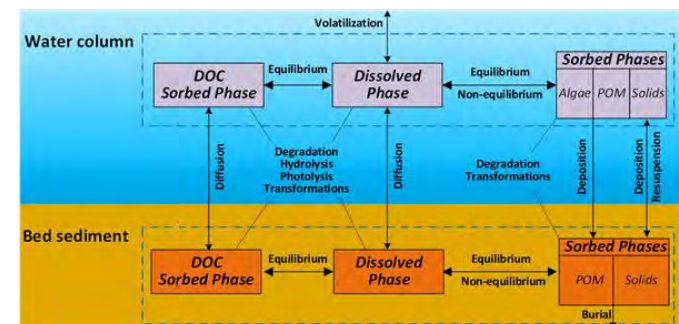 Volatilization
Water column
DOC
Sorbed Phase
Equilibrium
Dissolved
Phase
Equilibrium
Non-equilibrium
Sorbed Phases
Algae
POM
Solids
Diffusion
Degradation
Hydrolysis
Photolysis
Transformations
Diffusion
Degradation
Transformations
Deposition
Deposition
Resuspension
Bed sediment
DOC
Sorbed Phase
Equilibrium
Dissolved
Phase
Equilibrium
Non-equilibrium
Sorbed Phases
POM
Solids
Burial